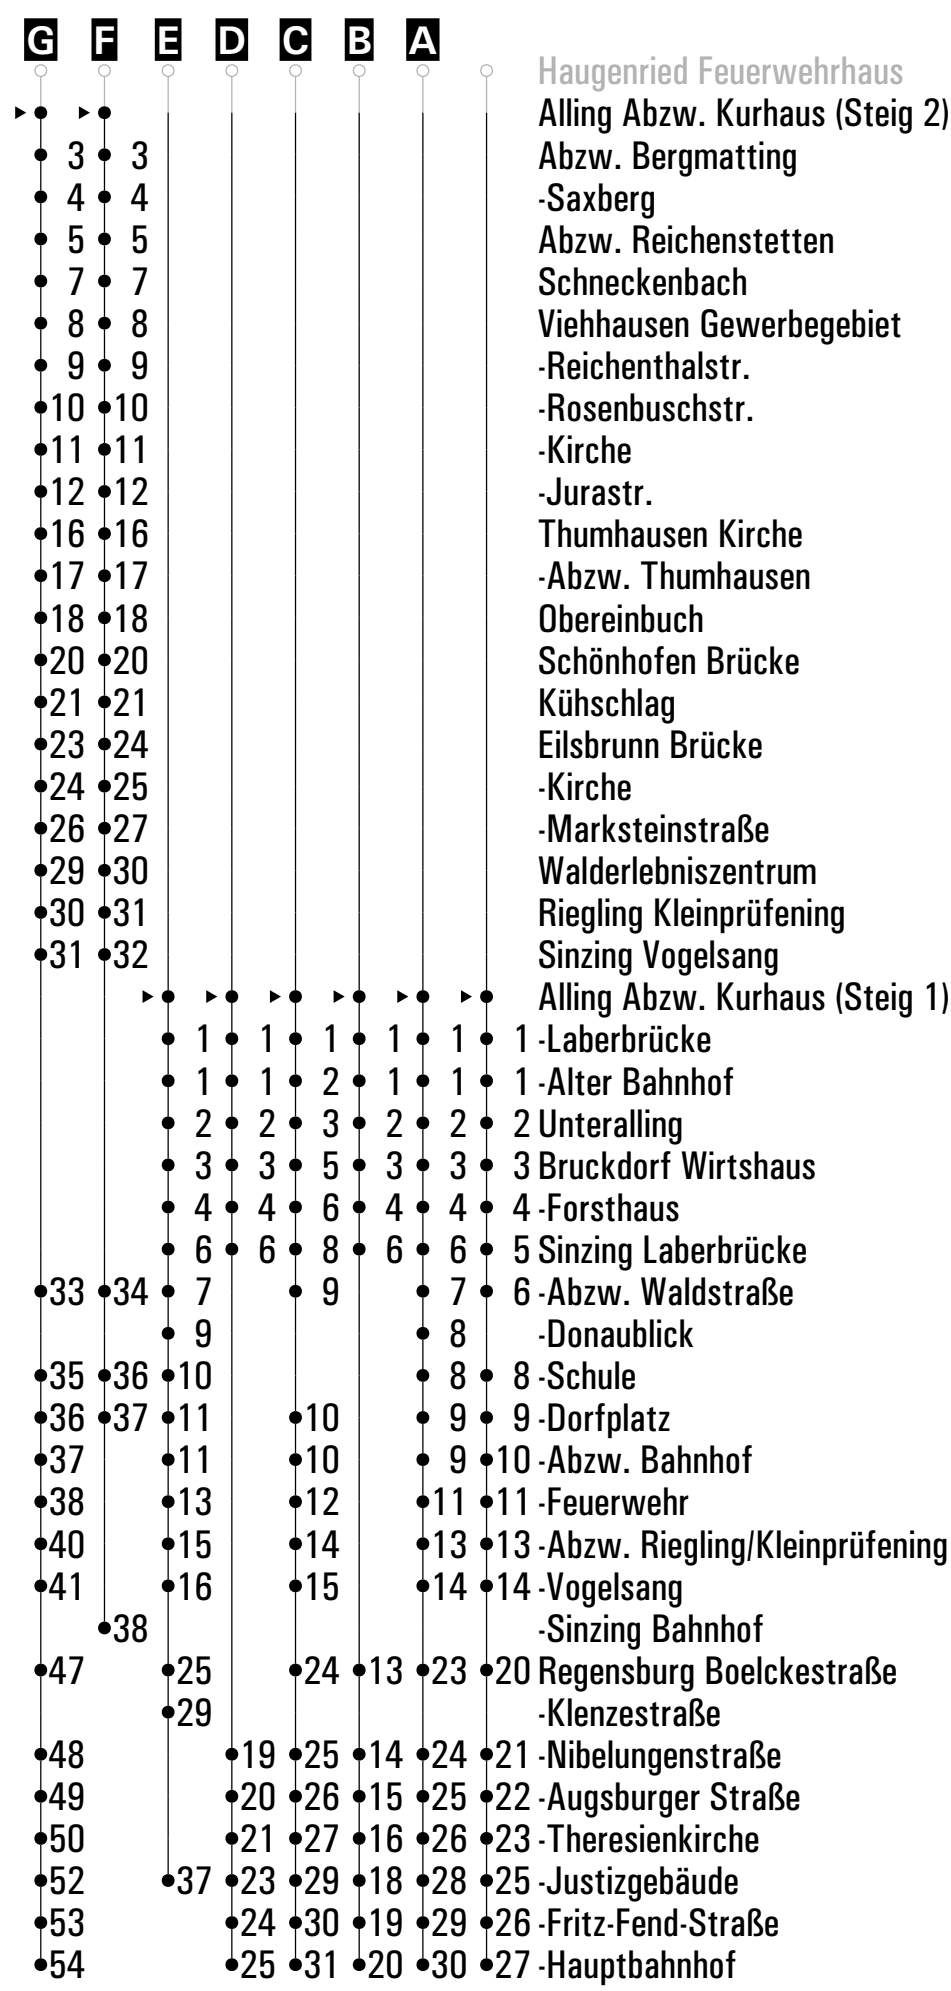 G F E D C B A
Haugenried Feuerwehrhaus
Alling Abzw. Kurhaus (Steig 2)
3 3 Abzw. Bergmatting
4 4 -Saxberg
5 5 Abzw. Reichenstetten
7 7 Schneckenbach
8 8 Viehhausen Gewerbegebiet
9 9 -Reichenthalstr.
10 10 -Rosenbuschstr.
11 11 -Kirche
12 12 -Jurastr.
16 16 Thumhausen Kirche
17 17 -Abzw. Thumhausen
18 18 Obereinbuch
20 20 Schönhofen Brücke
21 21 Kühschlag
23 24 Eilsbrunn Brücke
24 25 -Kirche
26 27 -Marksteinstraße
29 30 Walderlebniszentrum
30 31 Riegling Kleinprüfening
31 32 Sinzing Vogelsang
Alling Abzw. Kurhaus (Steig 1)
1 1 1 1 1 1 -Laberbrücke
1 1 2 1 1 1 -Alter Bahnhof
2 2 3 2 2 2 Unteralling
3 3 5 3 3 3 Bruckdorf Wirtshaus
4 4 6 4 4 4 -Forsthaus
6 6 8 6 6 5 Sinzing Laberbrücke
33 34 7 9 7 6 -Abzw. Waldstraße
9 8 -Donaublick
35 36 10 8 8 -Schule
36 37 11 10 9 9 -Dorfplatz
37 11 10 9 10 -Abzw. Bahnhof
38 13 12 11 11 -Feuerwehr
40 15 14 13 13 -Abzw. Riegling/Kleinprüfening
41 16 15 14 14 -Vogelsang
38 -Sinzing Bahnhof
47 25 24 13 23 20 Regensburg Boelckestraße
29 -Klenzestraße
48 19 25 14 24 21 -Nibelungenstraße
49 20 26 15 25 22 -Augsburger Straße
50 21 27 16 26 23 -Theresienkirche
52 37 23 29 18 28 25 -Justizgebäude
53 24 30 19 29 26 -Fritz-Fend-Straße
54 25 31 20 30 27 -Hauptbahnhof